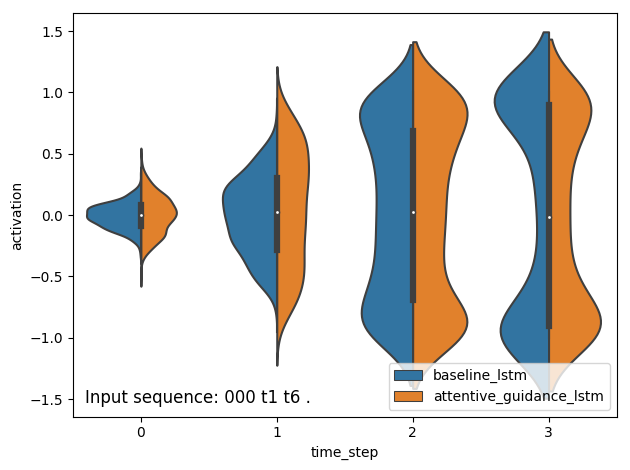 1.5
1.0
0.5
0.0
−0.5
−1.0
−1.5
activation
baseline_lstm
attentive_guidance_lstm
Input sequence: 000 t1 t6 .
0 1 2 3
time_step